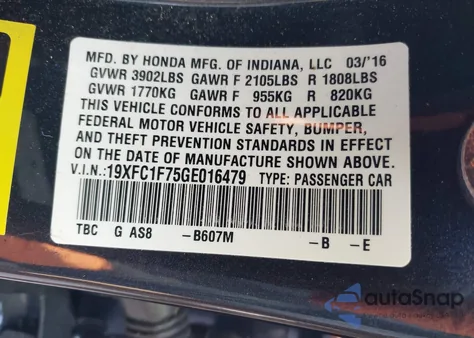 MFD. BY HONDA MFG. OF INDIANA, LLC 03/'16
GVWR 3902LBS GAWR F 2105LBS R 1808LBS
GVWR 1770KG GAWR F 955KG R 820KG
THIS VEHICLE CONFORMS TO ALL APPLICABLE
FEDERAL MOTOR VEHICLE SAFETY, BUMPER,
AND THEFT PREVENTION STANDARDS IN EFFECT
ON THE DATE OF MANUFACTURE SHOWN ABOVE.
V.I.N.:19XFC1F75GE016479 TYPE: PASSENGER CAR
TBC G AS8 -B607M -B -E
autoSnap